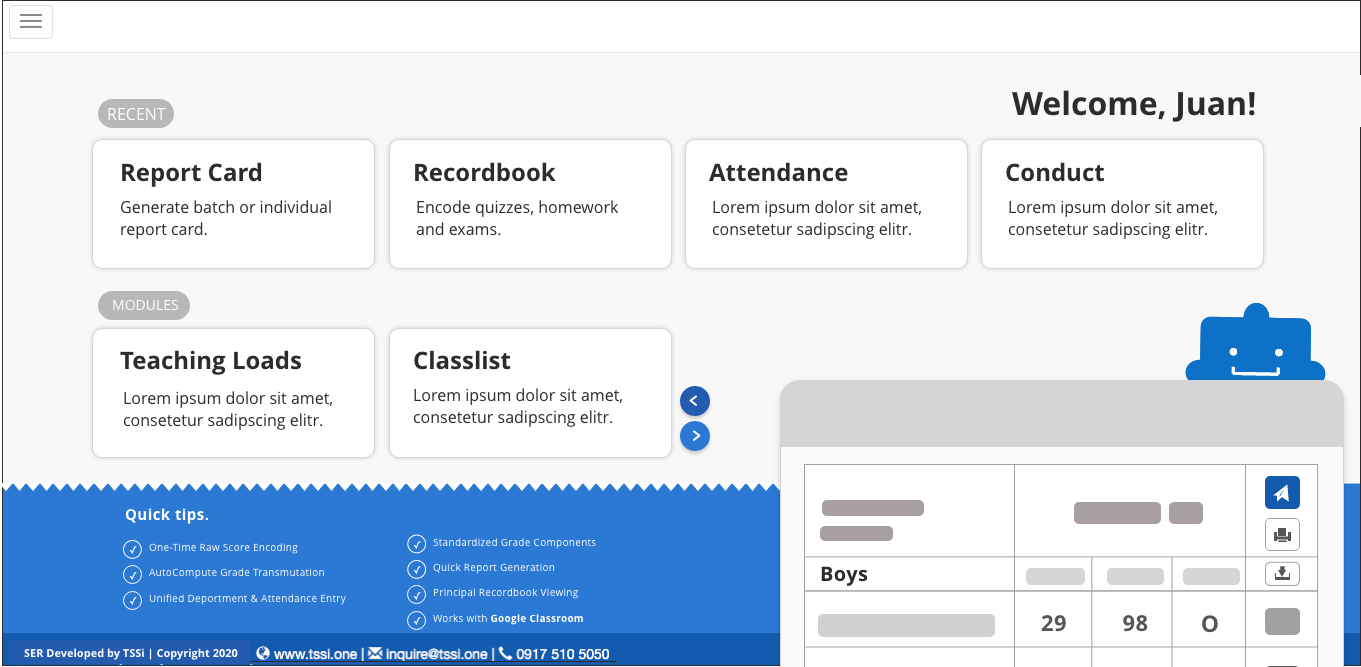 Welcome, Juan!
RECENT
Report Card
Generate batch or individual
report card.
Recordbook
Encode quizzes, homework
and exams.
Attendance
Lorem ipsum dolor sit amet,
consetetur sadipscing elitr.
Conduct
Lorem ipsum dolor sit amet,
consetetur sadipscing elitr.
MODULES
Teaching Loads
Lorem ipsum dolor sit amet,
consetetur sadipscing elitr.
Classlist
Lorem ipsum dolor sit amet,
consetetur sadipscing elitr.
Quick tips.
One-Time Raw Score Encoding
AutoCompute Grade Transmutation
Unified Deportment & Attendance Entry
Standardized Grade Components
Quick Report Generation
Principal Recordbook Viewing
Works with Google Classroom
Boys
29 98 O
SER Developed by TSSi | Copyright 2020 www.tssi.one | inquire@tssi.one | 0917 510 5050